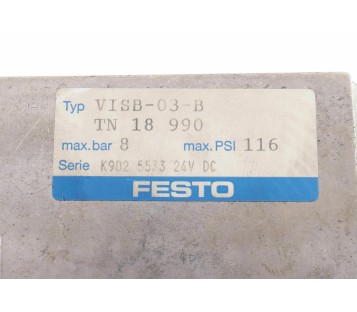 Typ VISB-03-B
TN 18 990
max.bar 8 max.PSI 116
Serie K902 5533 24V DC
FESTO